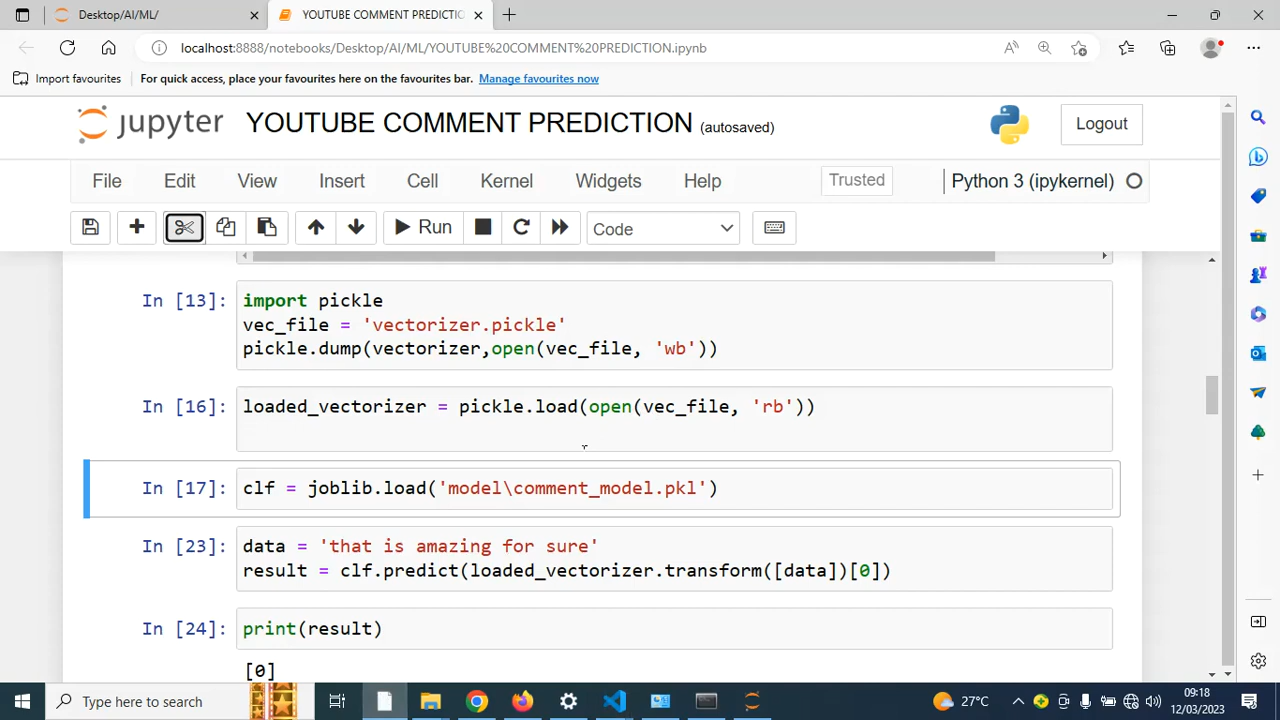 Desktop/AI/ML/
YOUTUBE COMMENT PREDICTIO
localhost:8888/notebooks/Desktop/AI/ML/YOUTUBE%20COMMENT%20PREDICTION.ipynb
Import favourites
For quick access, place your favourites here on the favourites bar. Manage favourites now
jupyter YOUTUBE COMMENT PREDICTION (autosaved)
Logout
File Edit View Insert Cell Kernel Widgets Help
Trusted
Python 3 (ipykernel)
Run
Code
In [13]:
import pickle
vec_file = 'vectorizer.pickle'
pickle.dump(vectorizer,open(vec_file, 'wb'))
In [16]:
loaded_vectorizer = pickle.load(open(vec_file, 'rb'))
In [17]:
clf = joblib.load('model\comment_model.pkl')
In [23]:
data = 'that is amazing for sure'
result = clf.predict(loaded_vectorizer.transform([data])[0])
In [24]:
print(result)
[0]
Type here to search
27°C
09:18
12/03/2023